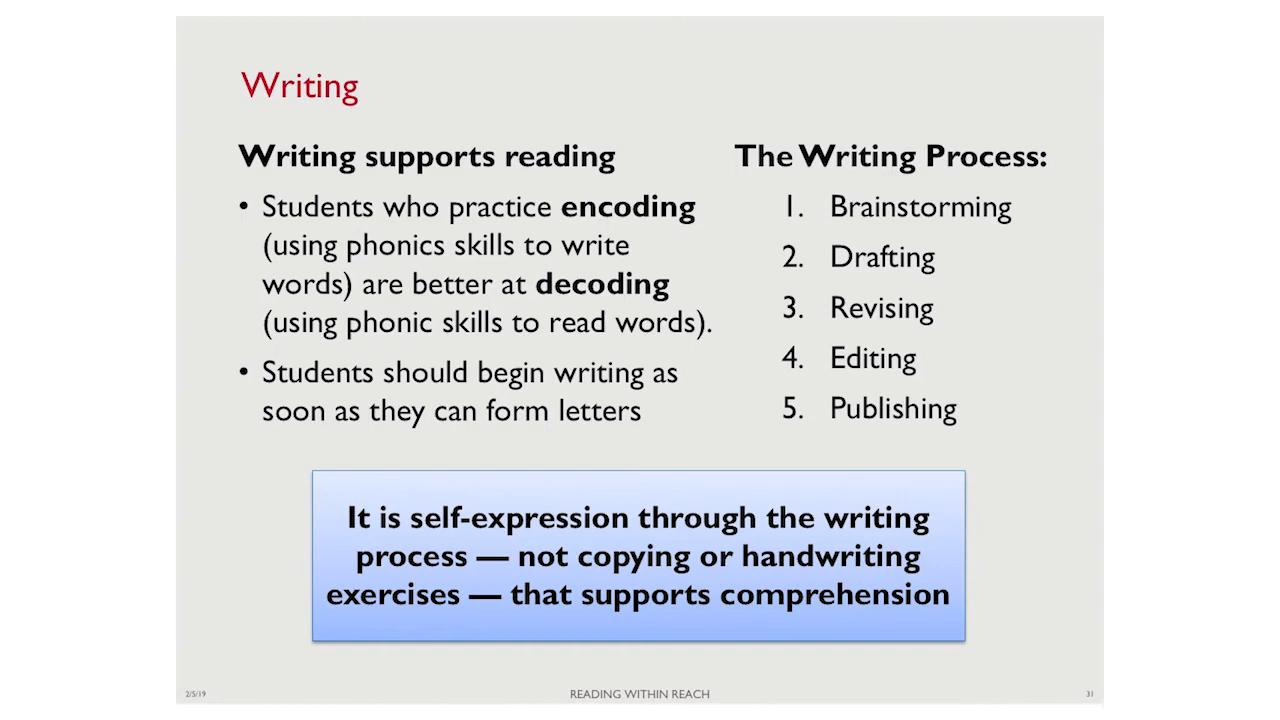 Writing
Writing supports reading
• Students who practice encoding
(using phonics skills to write
words) are better at decoding
(using phonic skills to read words).
• Students should begin writing as
soon as they can form letters
The Writing Process:
1. Brainstorming
2. Drafting
3. Revising
4. Editing
5. Publishing
It is self-expression through the writing
process — not copying or handwriting
exercises — that supports comprehension
2/5/19
READING WITHIN REACH
31